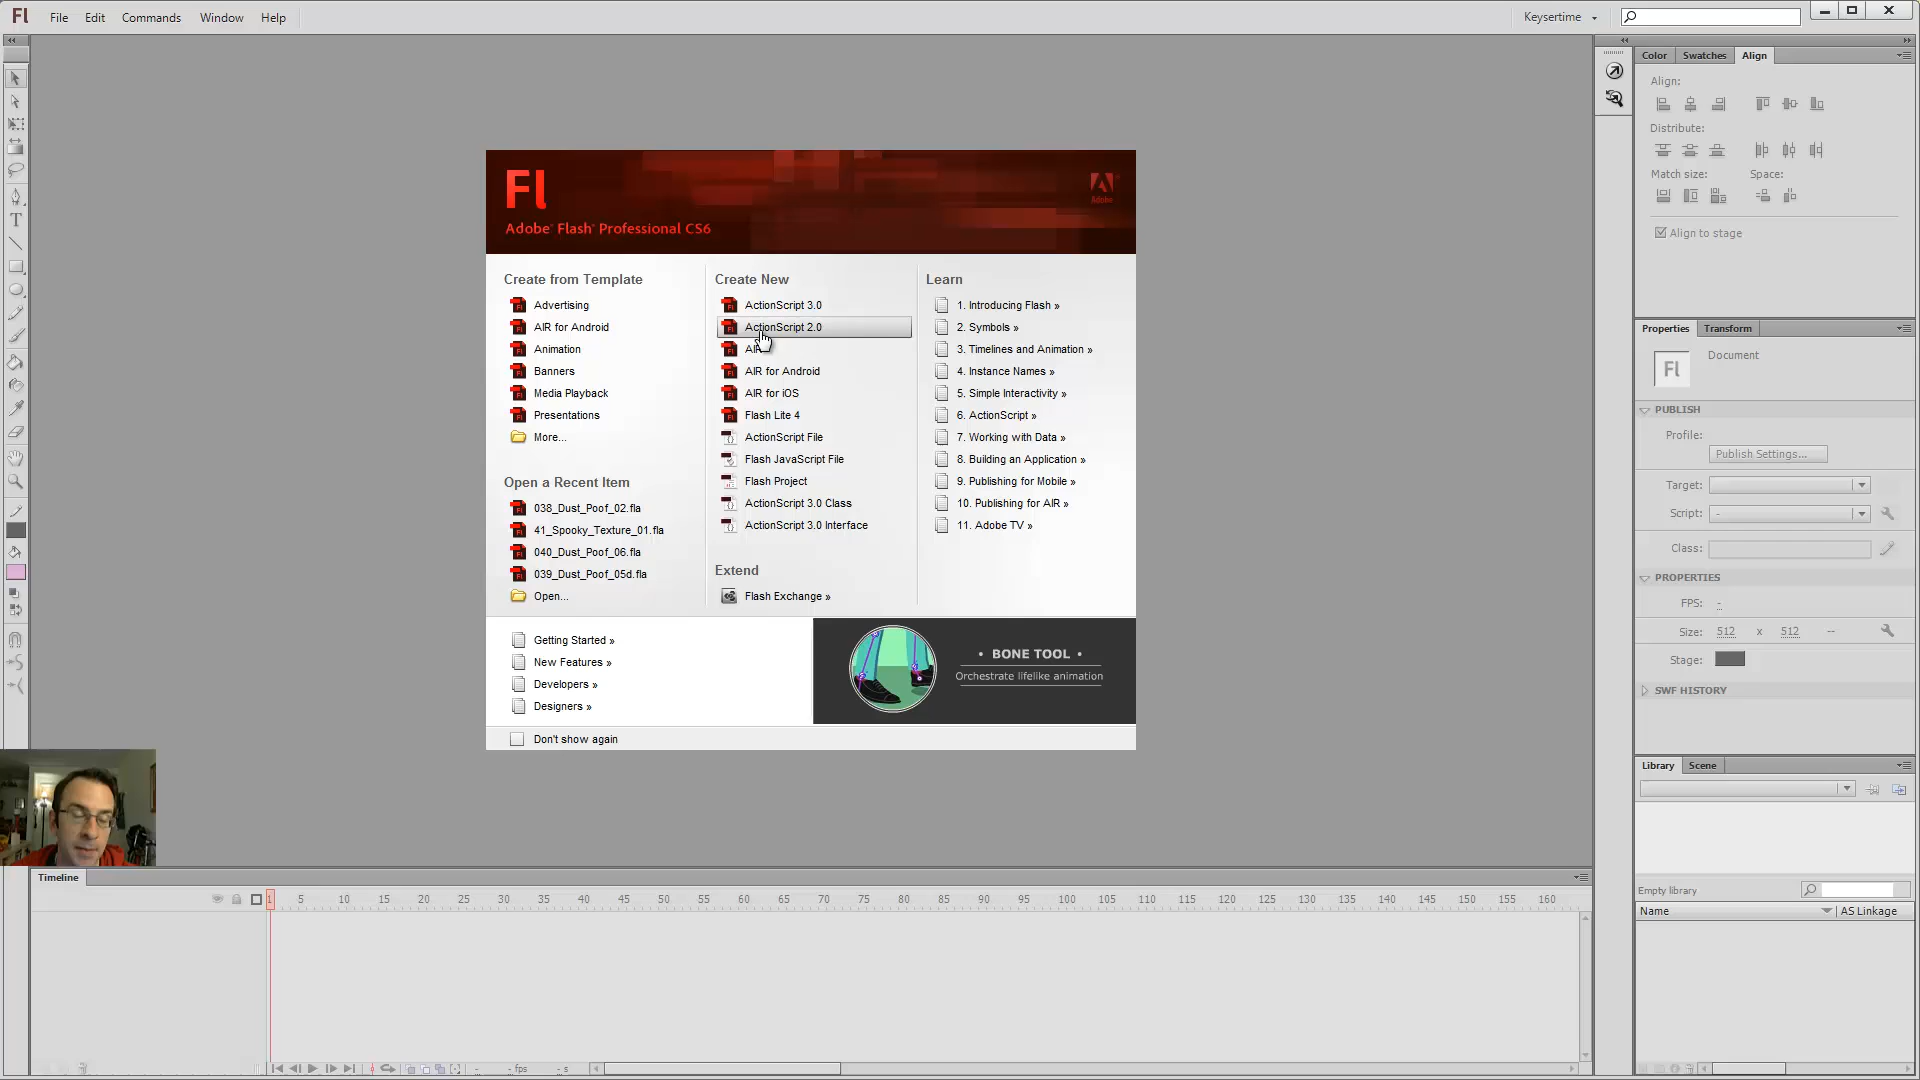 Fl File Edit Commands Window Help Keysertime
Color Swatches Align
Align:
Distribute:
Match size: Space:
Align to stage
Fl
Adobe
Adobe® Flash® Professional CS6
Create from Template
Advertising
AIR for Android
Animation
Banners
Media Playback
Presentations
More...
Open a Recent Item
038_Dust_Poof_02.fla
41_Spooky_Texture_01.fla
040_Dust_Poof_06.fla
039_Dust_Poof_05d.fla
Open...
Create New
ActionScript 3.0
ActionScript 2.0
AIR
AIR for Android
AIR for iOS
Flash Lite 4
ActionScript File
Flash JavaScript File
Flash Project
ActionScript 3.0 Class
ActionScript 3.0 Interface
Extend
Flash Exchange »
Learn
1. Introducing Flash »
2. Symbols »
3. Timelines and Animation »
4. Instance Names »
5. Simple Interactivity »
6. ActionScript »
7. Working with Data »
8. Building an Application »
9. Publishing for Mobile »
10. Publishing for AIR »
11. Adobe TV »
Getting Started »
New Features »
Developers »
Designers »
• BONE TOOL •
Orchestrate lifelike animation
Don't show again
Properties Transform
Fl Document
PUBLISH
Profile:
Publish Settings...
Target:
Script: -
Class:
PROPERTIES
FPS: -
Size: 512 x 512 --
Stage:
SWF HISTORY
Library Scene
Empty library
Name AS Linkage
Timeline
1 5 10 15 20 25 30 35 40 45 50 55 60 65 70 75 80 85 90 95 100 105 110 115 120 125 130 135 140 145 150 155 160
- - fps - s